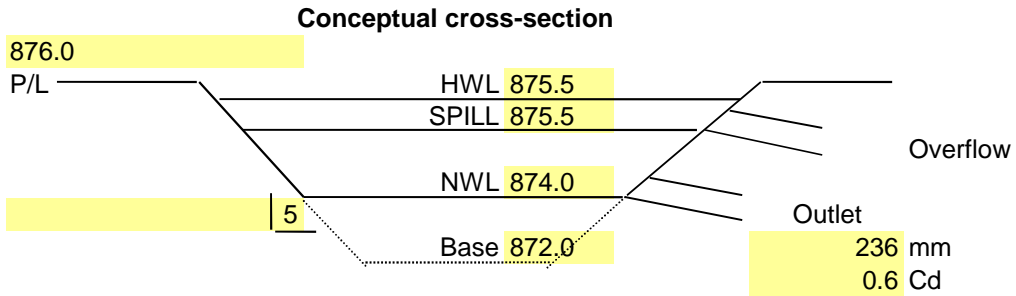 Conceptual cross-section
876.0
P/L
HWL 875.5
SPILL 875.5
Overflow
NWL 874.0
5
Outlet
Base 872.0
236 mm
0.6 Cd